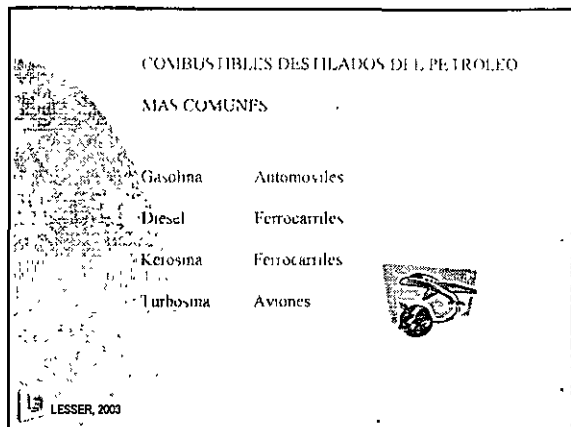 COMBUSTIBLES DESTILADOS DEL PETROLEO
MAS COMUNES
Gasolina Automoviles
Diesel Ferrocarriles
Kerosina Ferrocarriles
Turbosina Aviones
LESSER, 2003